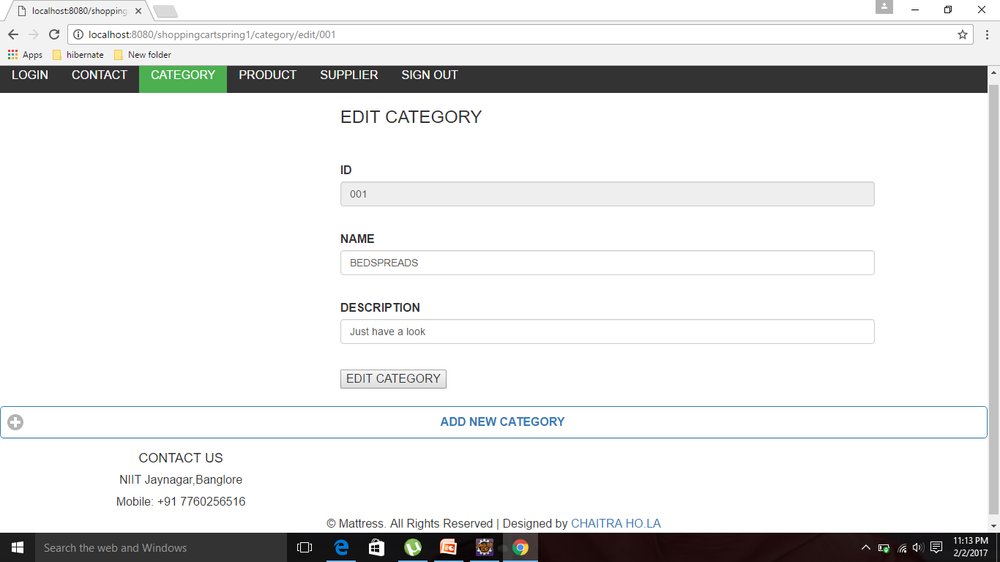 localhost:8080/shopping
localhost:8080/shoppingcartspring1/category/edit/001
Apps hibernate New folder
LOGIN CONTACT CATEGORY PRODUCT SUPPLIER SIGN OUT
EDIT CATEGORY
ID
001
NAME
BEDSPREADS
DESCRIPTION
Just have a look
EDIT CATEGORY
ADD NEW CATEGORY
CONTACT US
NIIT Jaynagar,Banglore
Mobile: +91 7760256516
© Mattress. All Rights Reserved | Designed by CHAITRA HO.LA
Search the web and Windows
11:13 PM
2/2/2017